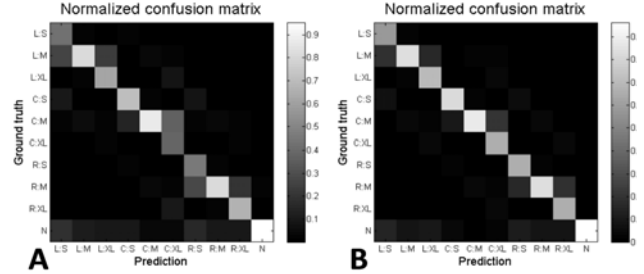 Normalized confusion matrix
Ground truth
L:S
L:M
L:XL
C:S
C:M
C:XL
R:S
R:M
R:XL
N
L:S L:M L:XL C:S C:M C:XL R:S R:M R:XL N
Prediction
0.9
0.8
0.7
0.6
0.5
0.4
0.3
0.2
0.1
A
Normalized confusion matrix
Ground truth
L:S
L:M
L:XL
C:S
C:M
C:XL
R:S
R:M
R:XL
N
L:S L:M L:XL C:S C:M C:XL R:S R:M R:XL N
Prediction
B